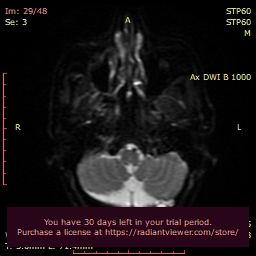 Im: 29/48
Se: 3
A
STP60
STP60
M
Ax DWI B 1000
R
L
You have 30 days left in your trial period.
Purchase a license at https://radiantviewer.com/store/